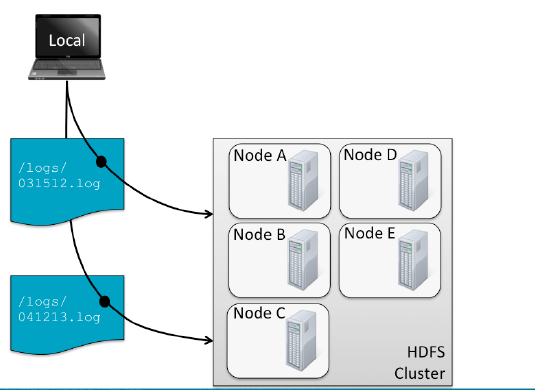 Local
/logs/
031512.log
/logs/
041213.log
Node A
Node D
Node B
Node E
Node C
HDFS
Cluster